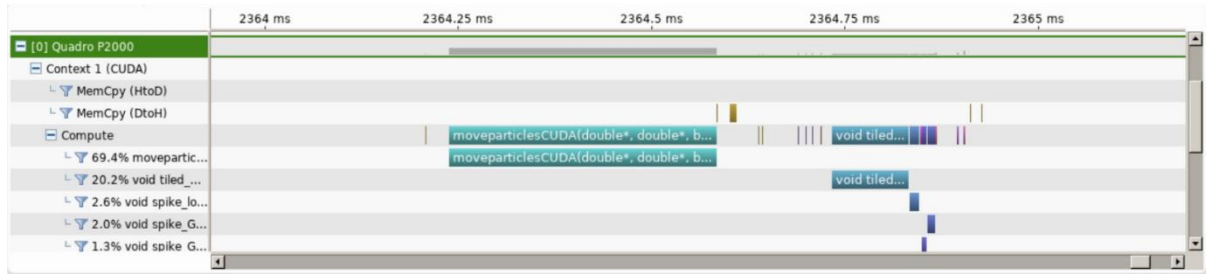 2364 ms 2364.25 ms 2364.5 ms 2364.75 ms 2365 ms
[0] Quadro P2000
Context 1 (CUDA)
MemCpy (HtoD)
MemCpy (DtoH)
Compute moveparticlesCUDA(double*, double*, b... void tiled...
69.4% movepartic... moveparticlesCUDA(double*, double*, b...
20.2% void tiled_... void tiled...
2.6% void spike_lo...
2.0% void spike_G...
1.3% void spike G...